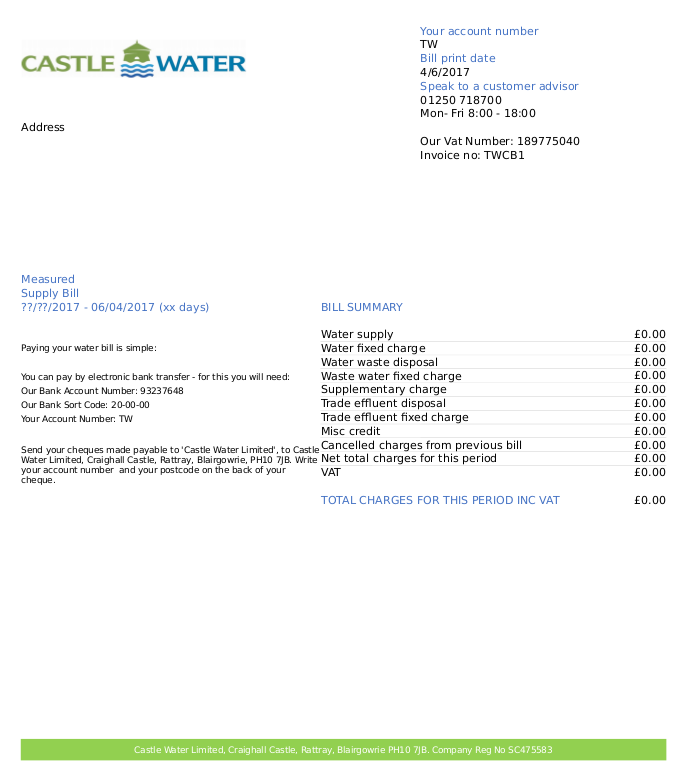 CASTLE WATER
Your account number
TW
Bill print date
4/6/2017
Speak to a customer advisor
01250 718700
Mon- Fri 8:00 - 18:00
Address
Our Vat Number: 189775040
Invoice no: TWCB1
Measured
Supply Bill
??/??/2017 - 06/04/2017 (xx days)
Paying your water bill is simple:
You can pay by electronic bank transfer - for this you will need:
Our Bank Account Number: 93237648
Our Bank Sort Code: 20-00-00
Your Account Number: TW
Send your cheques made payable to 'Castle Water Limited', to Castle
Water Limited, Craighall Castle, Rattray, Blairgowrie, PH10 7JB. Write
your account number  and your postcode on the back of your
cheque.
BILL SUMMARY
Water supply £0.00
Water fixed charge £0.00
Water waste disposal £0.00
Waste water fixed charge £0.00
Supplementary charge £0.00
Trade effluent disposal £0.00
Trade effluent fixed charge £0.00
Misc credit £0.00
Cancelled charges from previous bill £0.00
Net total charges for this period £0.00
VAT £0.00
TOTAL CHARGES FOR THIS PERIOD INC VAT £0.00
Castle Water Limited, Craighall Castle, Rattray, Blairgowrie PH10 7JB. Company Reg No SC475583